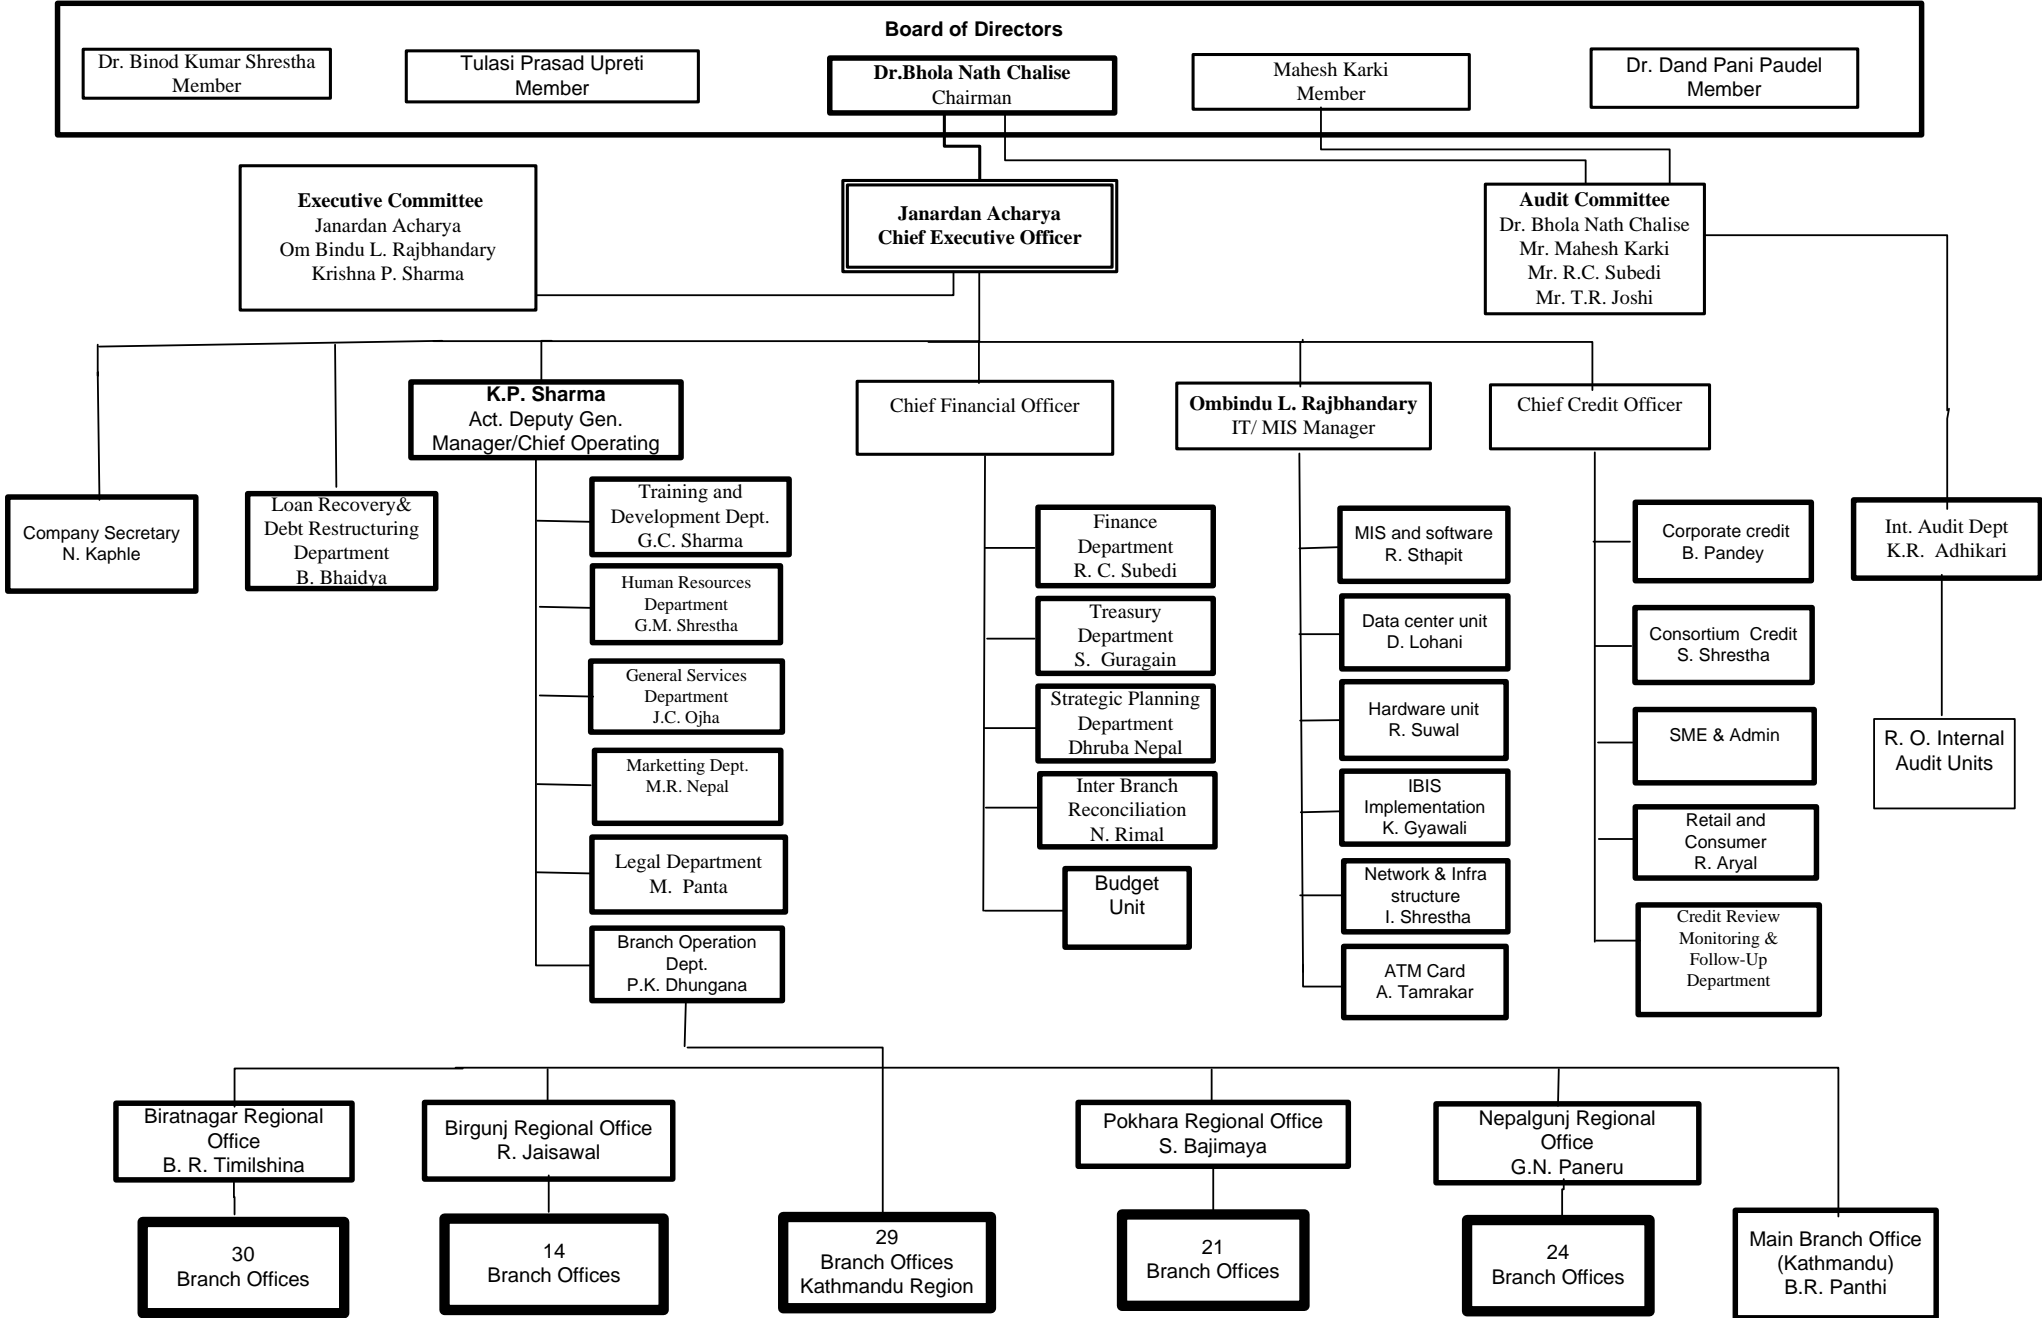 Board of Directors
Dr. Binod Kumar Shrestha
Member
Tulasi Prasad Upreti
Member
Dr.Bhola Nath Chalise
Chairman
Mahesh Karki
Member
Dr. Dand Pani Paudel
Member
Executive Committee
Janardan Acharya
Om Bindu L. Rajbhandary
Krishna P. Sharma
Janardan Acharya
Chief Executive Officer
Audit Committee
Dr. Bhola Nath Chalise
Mr. Mahesh Karki
Mr. R.C. Subedi
Mr. T.R. Joshi
K.P. Sharma
Act. Deputy Gen.
Manager/Chief Operating
Chief Financial Officer
Ombindu L. Rajbhandary
IT/ MIS Manager
Chief Credit Officer
Company Secretary
N. Kaphle
Loan Recovery&
Debt Restructuring
Department
B. Bhaidya
Training and
Development Dept.
G.C. Sharma
Human Resources
Department
G.M. Shrestha
General Services
Department
J.C. Ojha
Marketting Dept.
M.R. Nepal
Legal Department
M. Panta
Branch Operation
Dept.
P.K. Dhungana
Finance
Department
R. C. Subedi
Treasury
Department
S. Guragain
Strategic Planning
Department
Dhruba Nepal
Inter Branch
Reconciliation
N. Rimal
Budget
Unit
MIS and software
R. Sthapit
Data center unit
D. Lohani
Hardware unit
R. Suwal
IBIS
Implementation
K. Gyawali
Network & Infra
structure
I. Shrestha
ATM Card
A. Tamrakar
Corporate credit
B. Pandey
Consortium Credit
S. Shrestha
SME & Admin
Retail and
Consumer
R. Aryal
Credit Review
Monitoring &
Follow-Up
Department
Int. Audit Dept
K.R. Adhikari
R. O. Internal
Audit Units
Biratnagar Regional
Office
B. R. Timilshina
Birgunj Regional Office
R. Jaisawal
Pokhara Regional Office
S. Bajimaya
Nepalgunj Regional
Office
G.N. Paneru
30
Branch Offices
14
Branch Offices
29
Branch Offices
Kathmandu Region
21
Branch Offices
24
Branch Offices
Main Branch Office
(Kathmandu)
B.R. Panthi